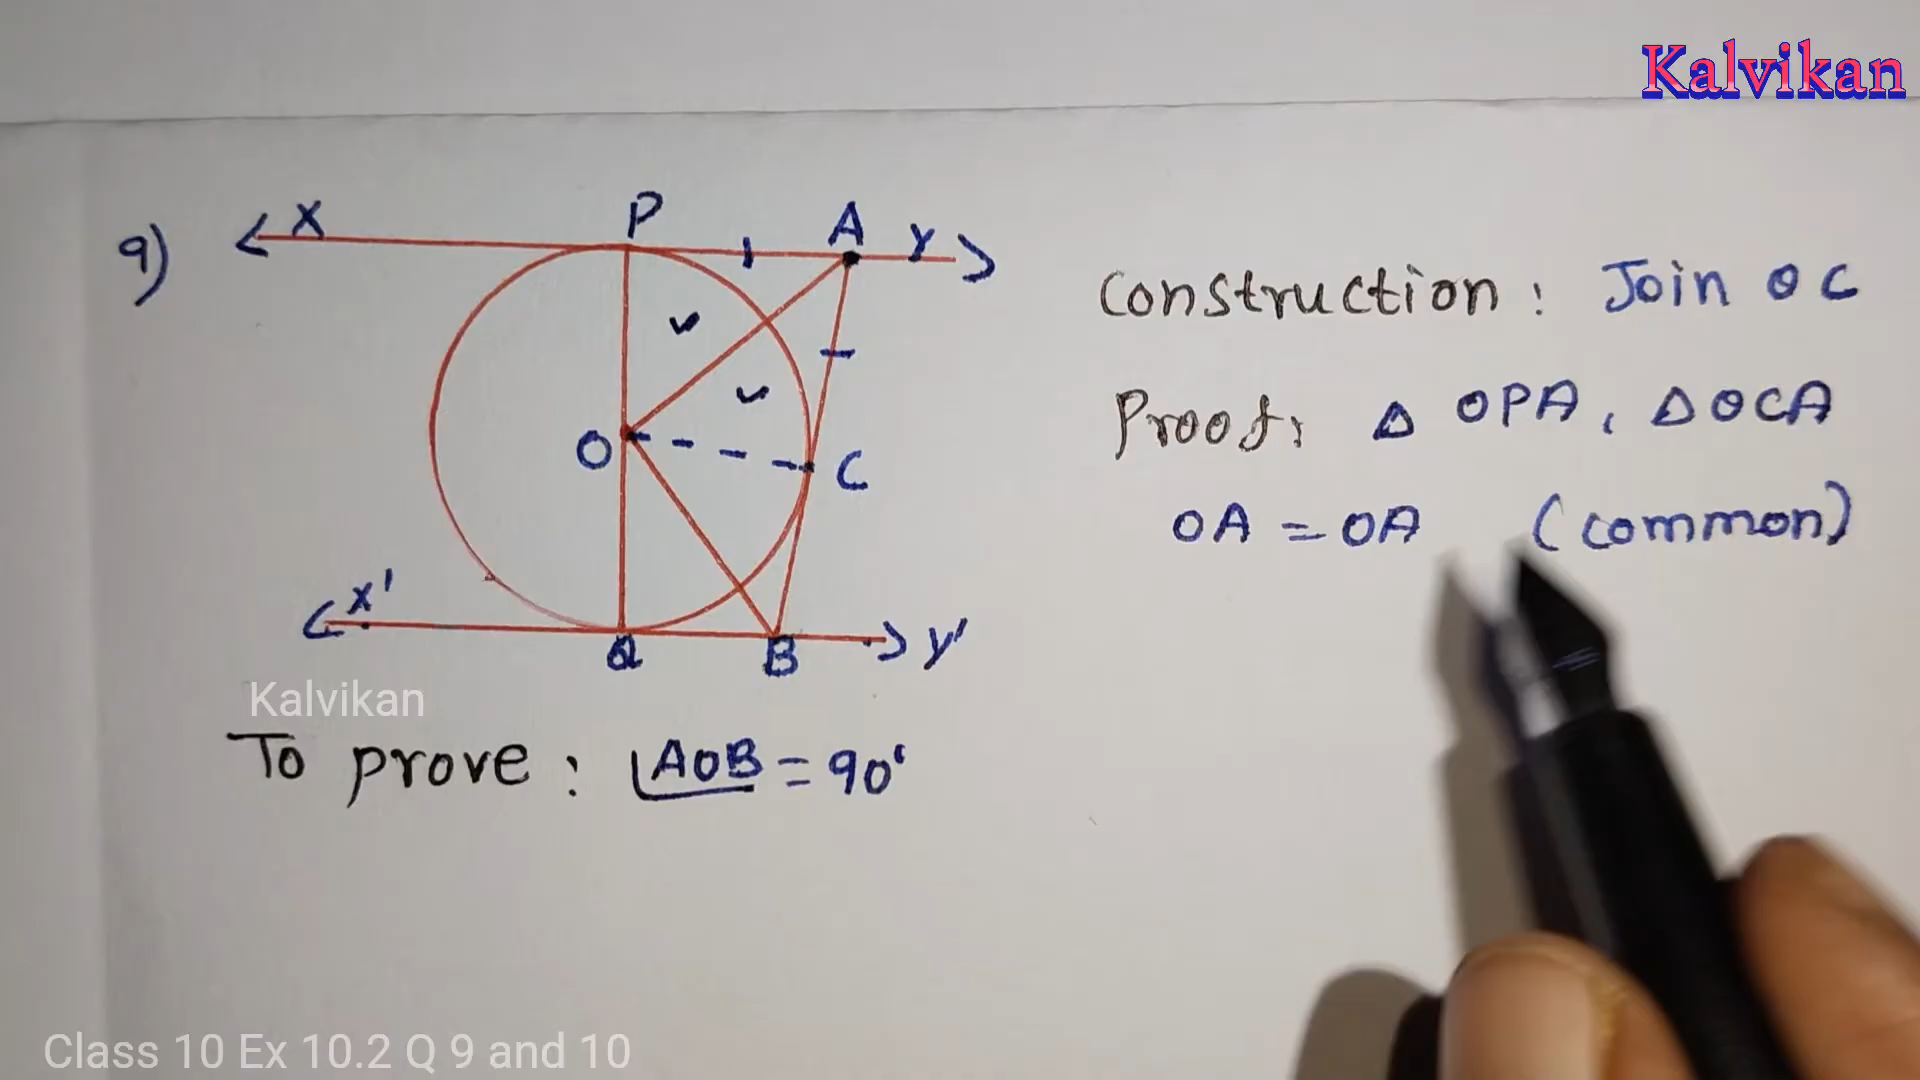 Kalvikan
9)
X P A Y
O C
X' Q B Y'
Kalvikan
To prove : ∠AOB = 90°
Construction : Join OC
Proof: Δ OPA, ΔOCA
OA = OA (common)
Class 10 Ex 10.2 Q 9 and 10